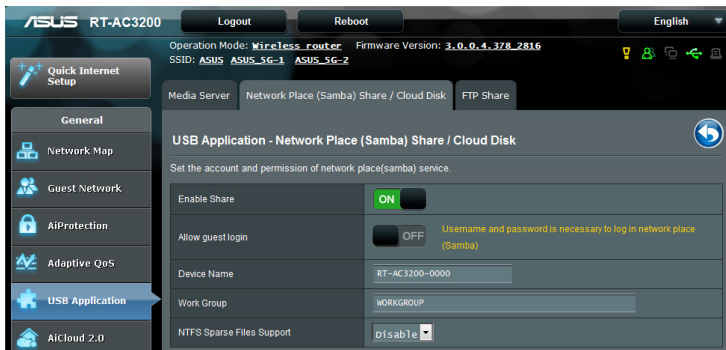 ASUS RT-AC3200 Logout Reboot English
Operation Mode: Wireless router Firmware Version: 3.0.0.4.378_2816
SSID: ASUS ASUS_5G-1 ASUS_5G-2
Quick Internet
Setup
General
Network Map
Guest Network
AiProtection
Adaptive QoS
USB Application
AiCloud 2.0
Media Server Network Place (Samba) Share / Cloud Disk FTP Share
USB Application - Network Place (Samba) Share / Cloud Disk
Set the account and permission of network place(samba) service.
Enable Share ON
Allow guest login OFF Username and password is necessary to log in network place
(Samba)
Device Name RT-AC3200-0000
Work Group WORKGROUP
NTFS Sparse Files Support Disable